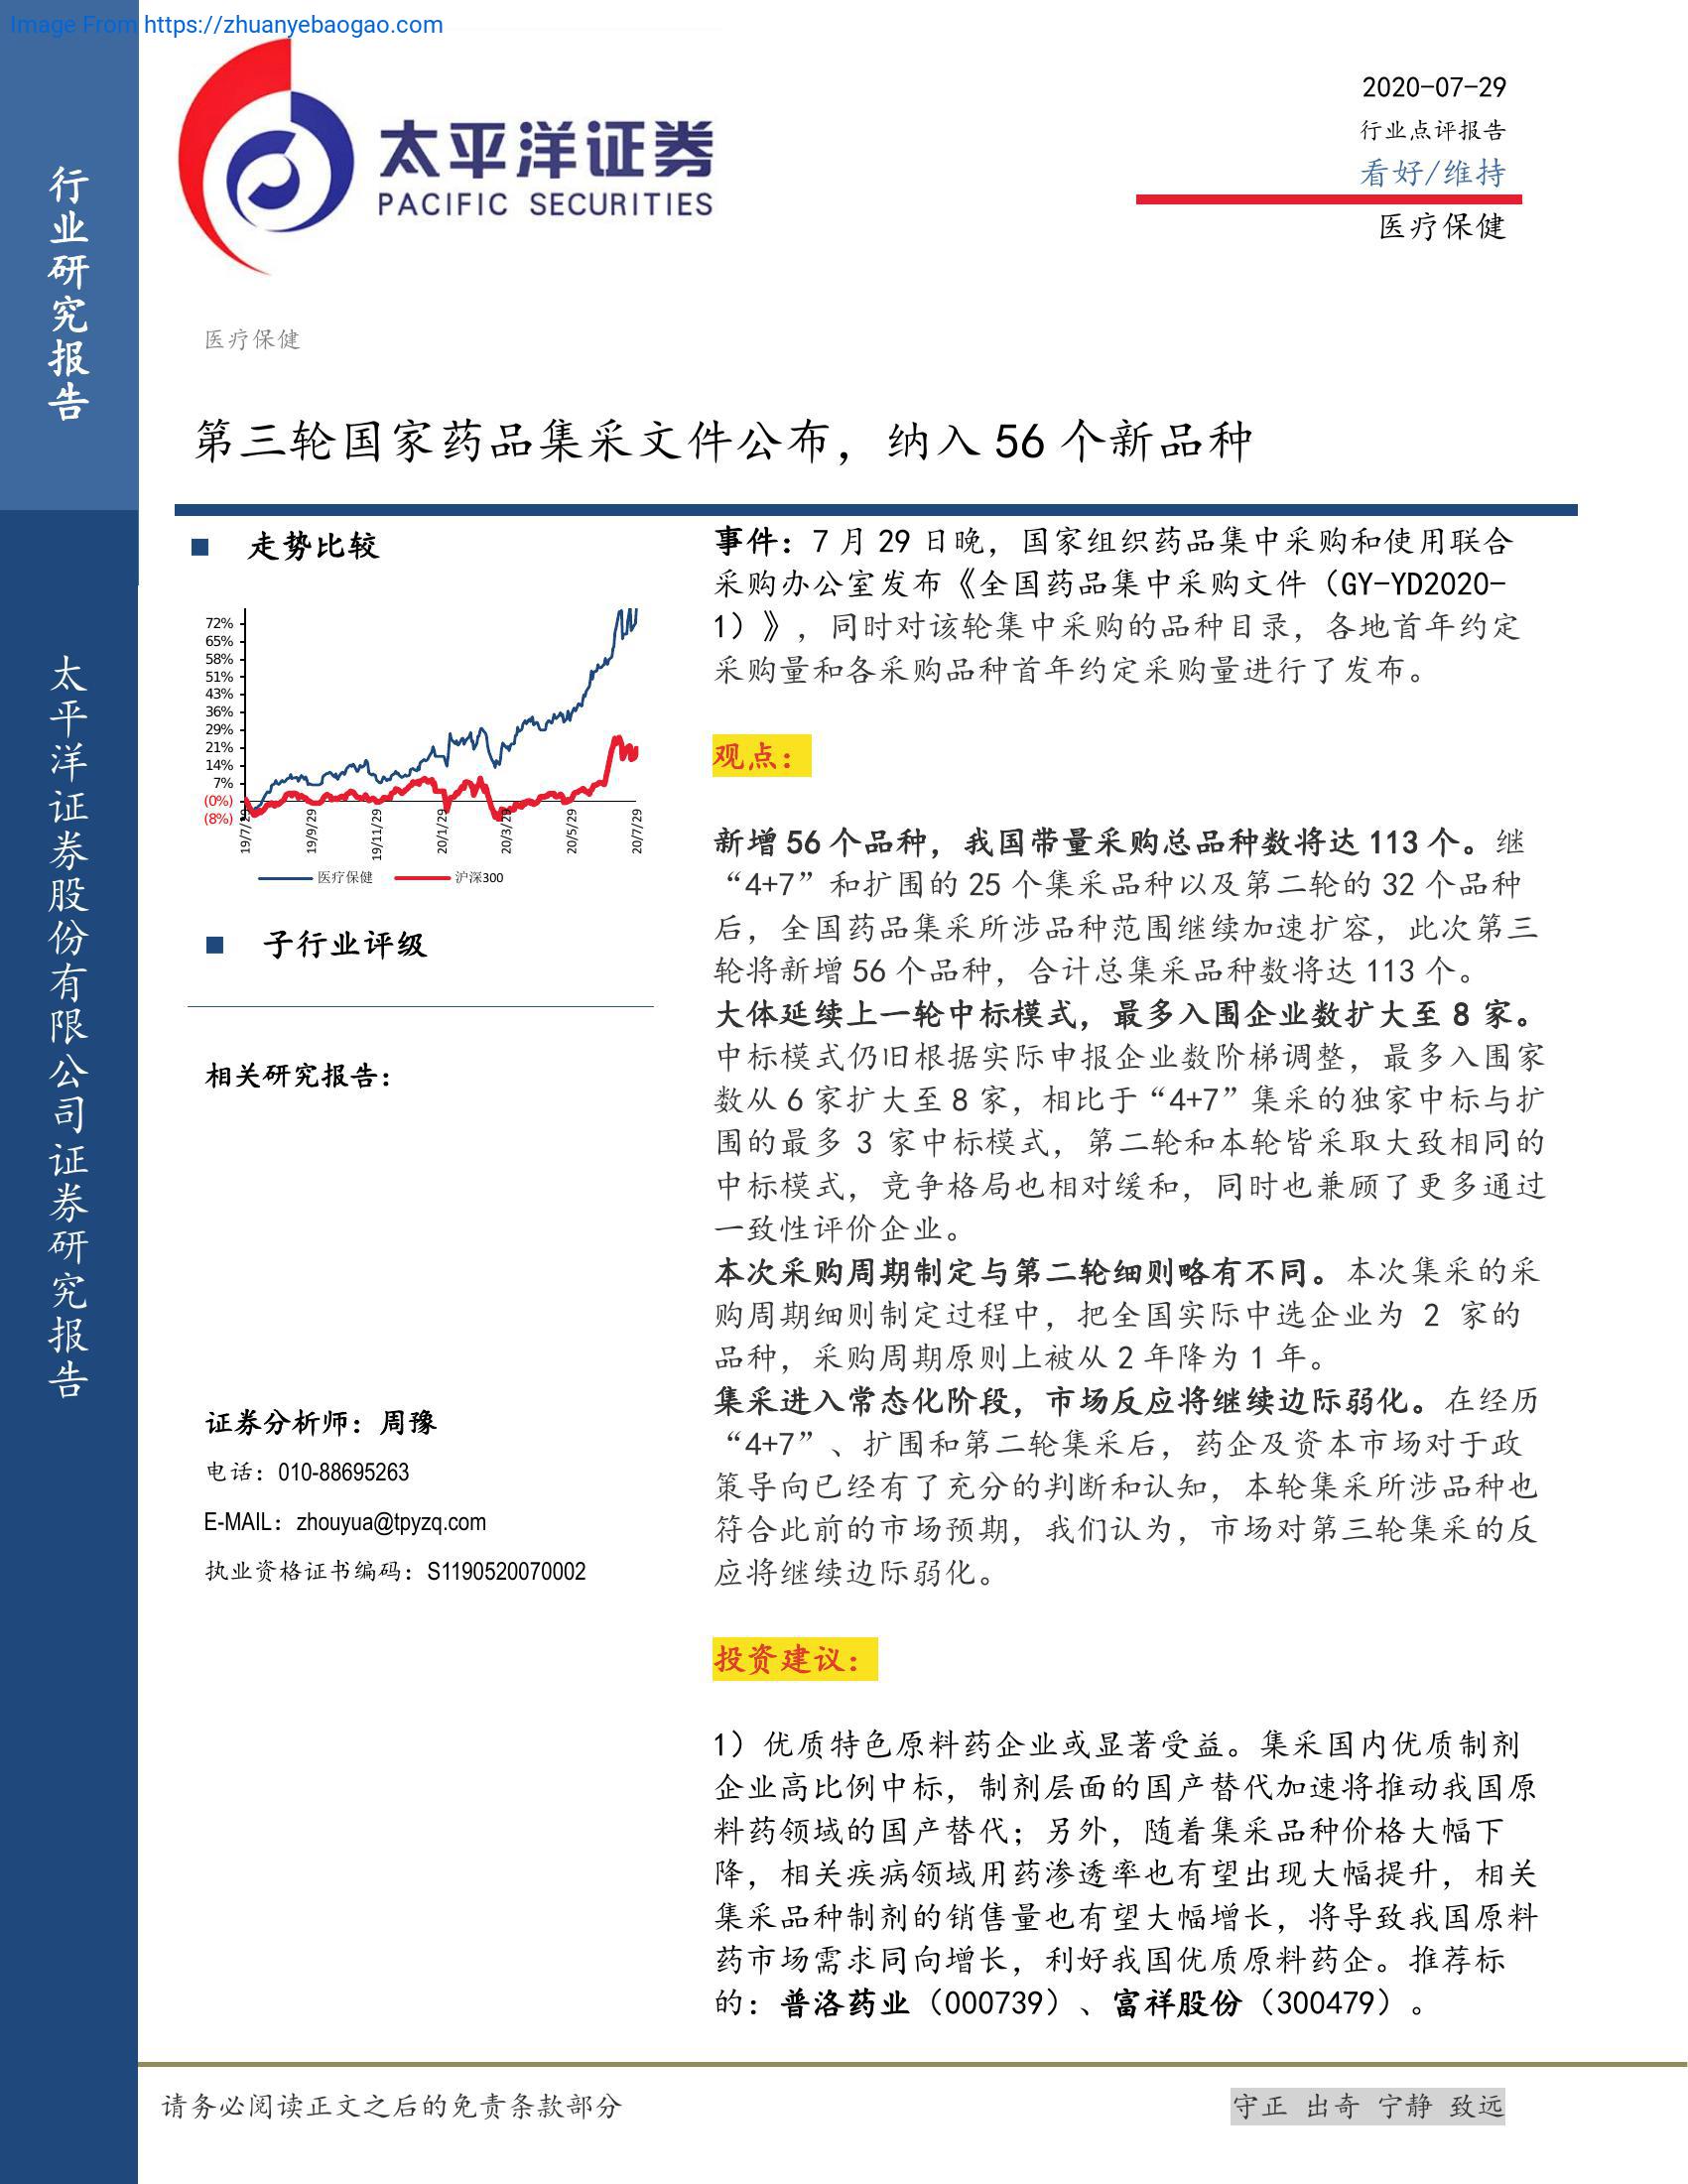 Image From https://zhuanyebaogao.com
行业研究报告
太平洋证券股份有限公司证券研究报告
太平洋证券
PACIFIC SECURITIES
2020-07-29
行业点评报告
看好/维持
医疗保健
医疗保健
第三轮国家药品集采文件公布，纳入 56 个新品种
■ 走势比较
72%
65%
58%
51%
43%
36%
29%
21%
14%
7%
(0%)
(8%)
19/7/29
19/9/29
19/11/29
20/1/29
20/3/29
20/5/29
20/7/29
医疗保健 沪深300
■ 子行业评级
相关研究报告：
证券分析师：周豫
电话：010-88695263
E-MAIL：zhouyua@tpyzq.com
执业资格证书编码：S1190520070002
事件：7 月 29 日晚，国家组织药品集中采购和使用联合
采购办公室发布《全国药品集中采购文件（GY-YD2020-
1）》，同时对该轮集中采购的品种目录，各地首年约定
采购量和各采购品种首年约定采购量进行了发布。
观点：
新增 56 个品种，我国带量采购总品种数将达 113 个。继
“4+7”和扩围的 25 个集采品种以及第二轮的 32 个品种
后，全国药品集采所涉品种范围继续加速扩容，此次第三
轮将新增 56 个品种，合计总集采品种数将达 113 个。
大体延续上一轮中标模式，最多入围企业数扩大至 8 家。
中标模式仍旧根据实际申报企业数阶梯调整，最多入围家
数从 6 家扩大至 8 家，相比于“4+7”集采的独家中标与扩
围的最多 3 家中标模式，第二轮和本轮皆采取大致相同的
中标模式，竞争格局也相对缓和，同时也兼顾了更多通过
一致性评价企业。
本次采购周期制定与第二轮细则略有不同。本次集采的采
购周期细则制定过程中，把全国实际中选企业为 2 家的
品种，采购周期原则上被从 2 年降为 1 年。
集采进入常态化阶段，市场反应将继续边际弱化。在经历
“4+7”、扩围和第二轮集采后，药企及资本市场对于政
策导向已经有了充分的判断和认知，本轮集采所涉品种也
符合此前的市场预期，我们认为，市场对第三轮集采的反
应将继续边际弱化。
投资建议：
1）优质特色原料药企业或显著受益。集采国内优质制剂
企业高比例中标，制剂层面的国产替代加速将推动我国原
料药领域的国产替代；另外，随着集采品种价格大幅下
降，相关疾病领域用药渗透率也有望出现大幅提升，相关
集采品种制剂的销售量也有望大幅增长，将导致我国原料
药市场需求同向增长，利好我国优质原料药企。推荐标
的：普洛药业（000739）、富祥股份（300479）。
请务必阅读正文之后的免责条款部分
守正 出奇 宁静 致远